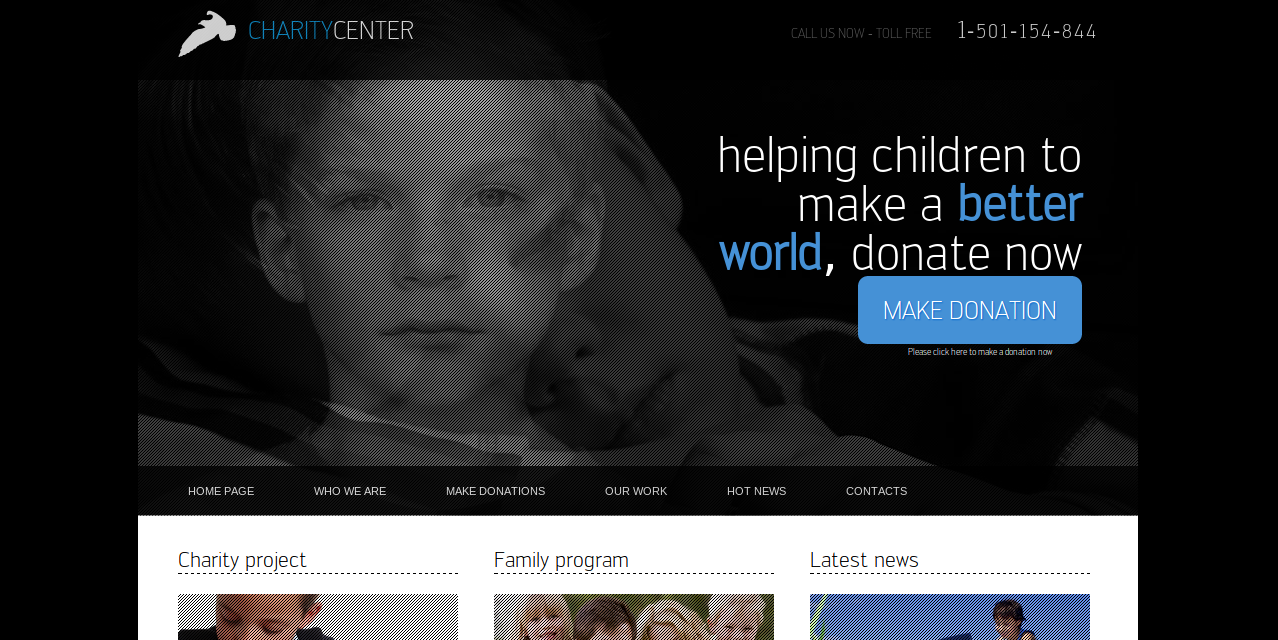 CHARITYCENTER
CALL US NOW - TOLL FREE 1-501-154-844
helping children to
make a better
world, donate now
MAKE DONATION
Please click here to make a donation now
HOME PAGE WHO WE ARE MAKE DONATIONS OUR WORK HOT NEWS CONTACTS
Charity project Family program Latest news